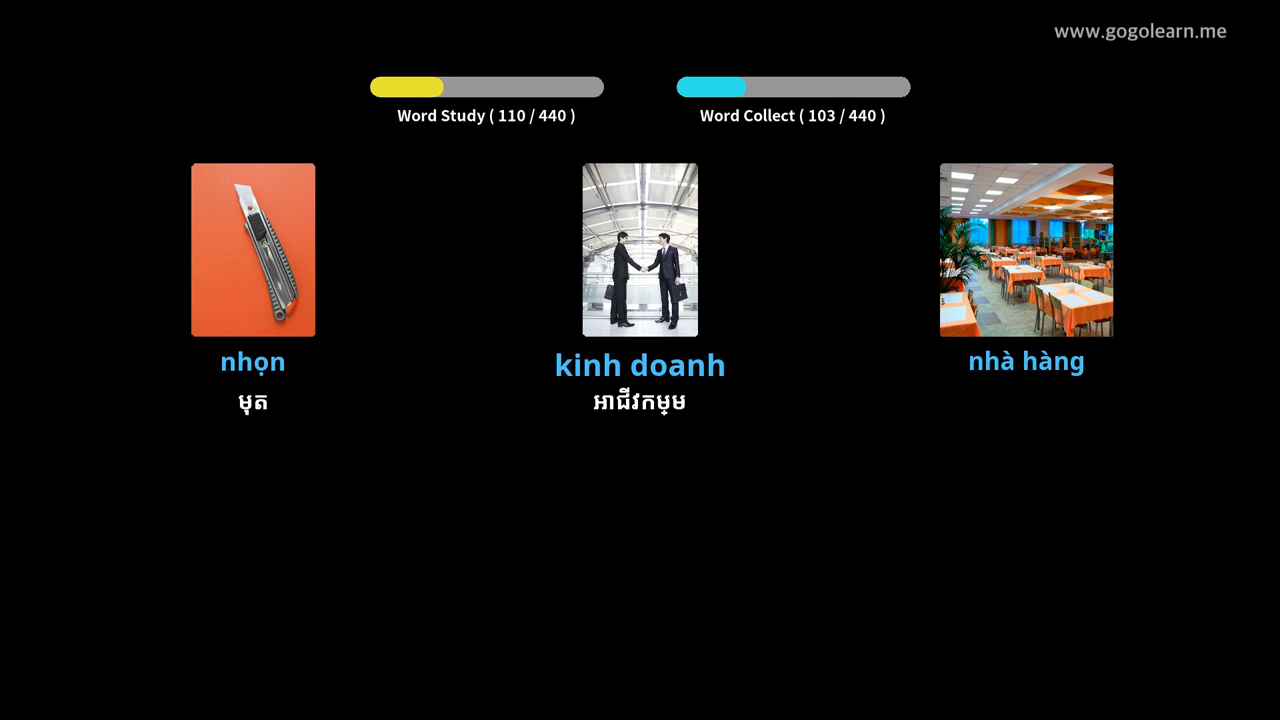 www.gogolearn.me
Word Study ( 110 / 440 )
Word Collect ( 103 / 440 )
nhọn
kinh doanh
nhà hàng
មុត
អាជីវកម្ម